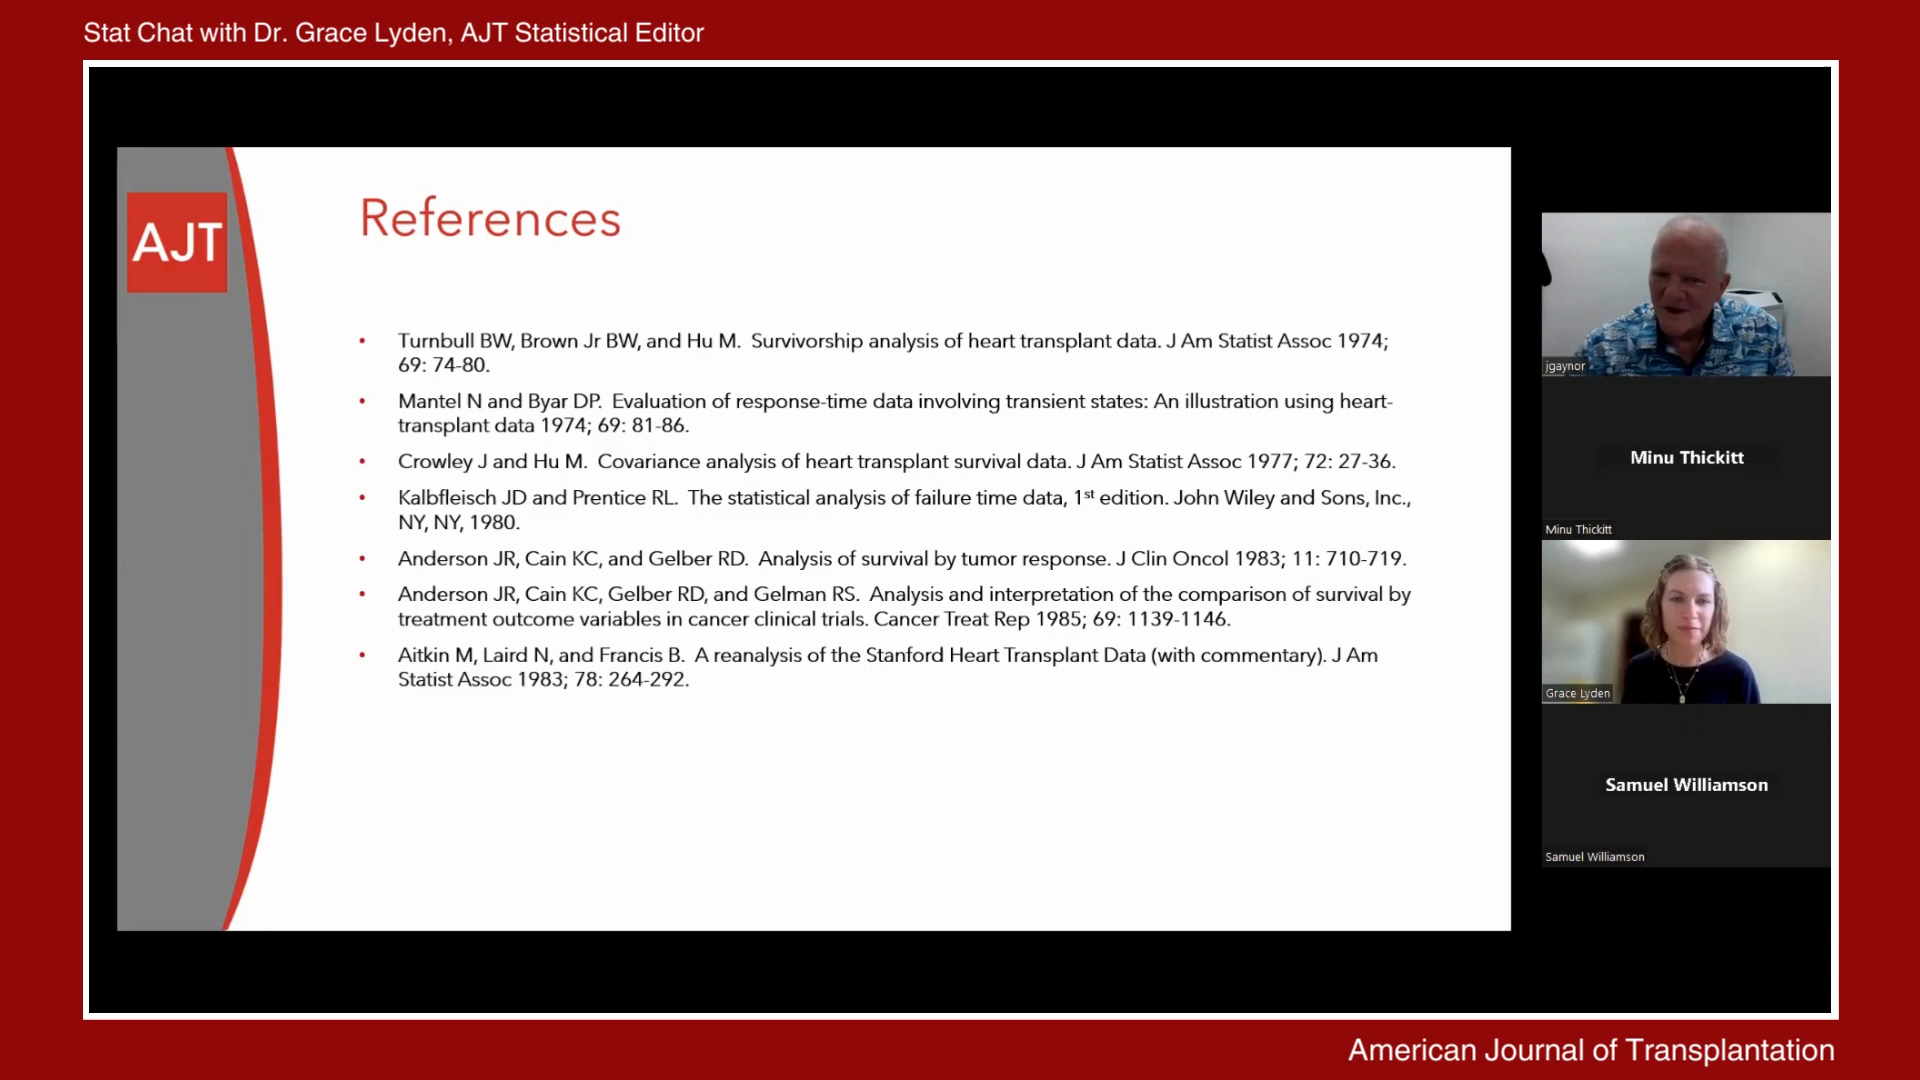 Stat Chat with Dr. Grace Lyden, AJT Statistical Editor
AJT
References
• Turnbull BW, Brown Jr BW, and Hu M.  Survivorship analysis of heart transplant data. J Am Statist Assoc 1974;
69: 74-80.
• Mantel N and Byar DP.  Evaluation of response-time data involving transient states: An illustration using heart-
transplant data 1974; 69: 81-86.
• Crowley J and Hu M.  Covariance analysis of heart transplant survival data. J Am Statist Assoc 1977; 72: 27-36.
• Kalbfleisch JD and Prentice RL.  The statistical analysis of failure time data, 1st edition. John Wiley and Sons, Inc.,
NY, NY, 1980.
• Anderson JR, Cain KC, and Gelber RD.  Analysis of survival by tumor response. J Clin Oncol 1983; 11: 710-719.
• Anderson JR, Cain KC, Gelber RD, and Gelman RS.  Analysis and interpretation of the comparison of survival by
treatment outcome variables in cancer clinical trials. Cancer Treat Rep 1985; 69: 1139-1146.
• Aitkin M, Laird N, and Francis B.  A reanalysis of the Stanford Heart Transplant Data (with commentary). J Am
Statist Assoc 1983; 78: 264-292.
jgaynor
Minu Thickitt
Minu Thickitt
Grace Lyden
Samuel Williamson
Samuel Williamson
American Journal of Transplantation